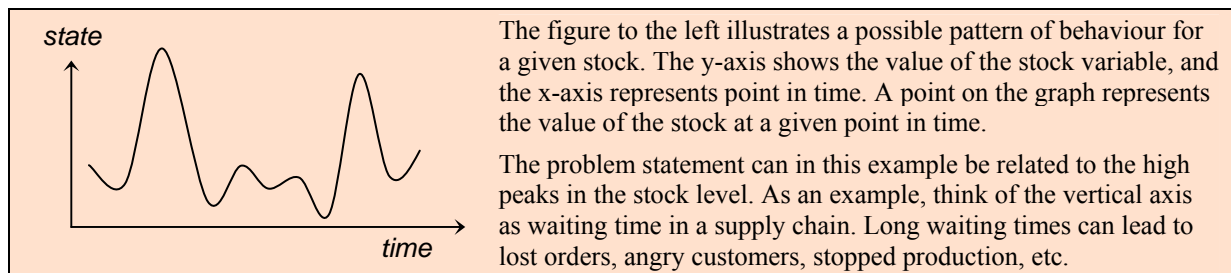 state
time
The figure to the left illustrates a possible pattern of behaviour for
a given stock. The y-axis shows the value of the stock variable, and
the x-axis represents point in time. A point on the graph represents
the value of the stock at a given point in time.
The problem statement can in this example be related to the high
peaks in the stock level. As an example, think of the vertical axis
as waiting time in a supply chain. Long waiting times can lead to
lost orders, angry customers, stopped production, etc.